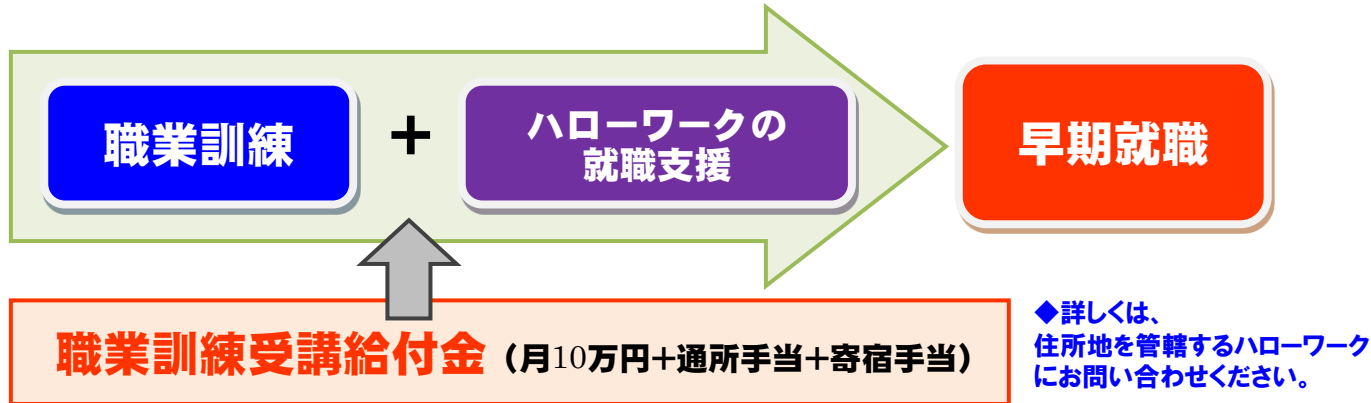 職業訓練
+
ハローワークの
就職支援
早期就職
職業訓練受講給付金（月10万円+通所手当+寄宿手当）
◆詳しくは、
住所地を管轄するハローワーク
にお問い合わせください。